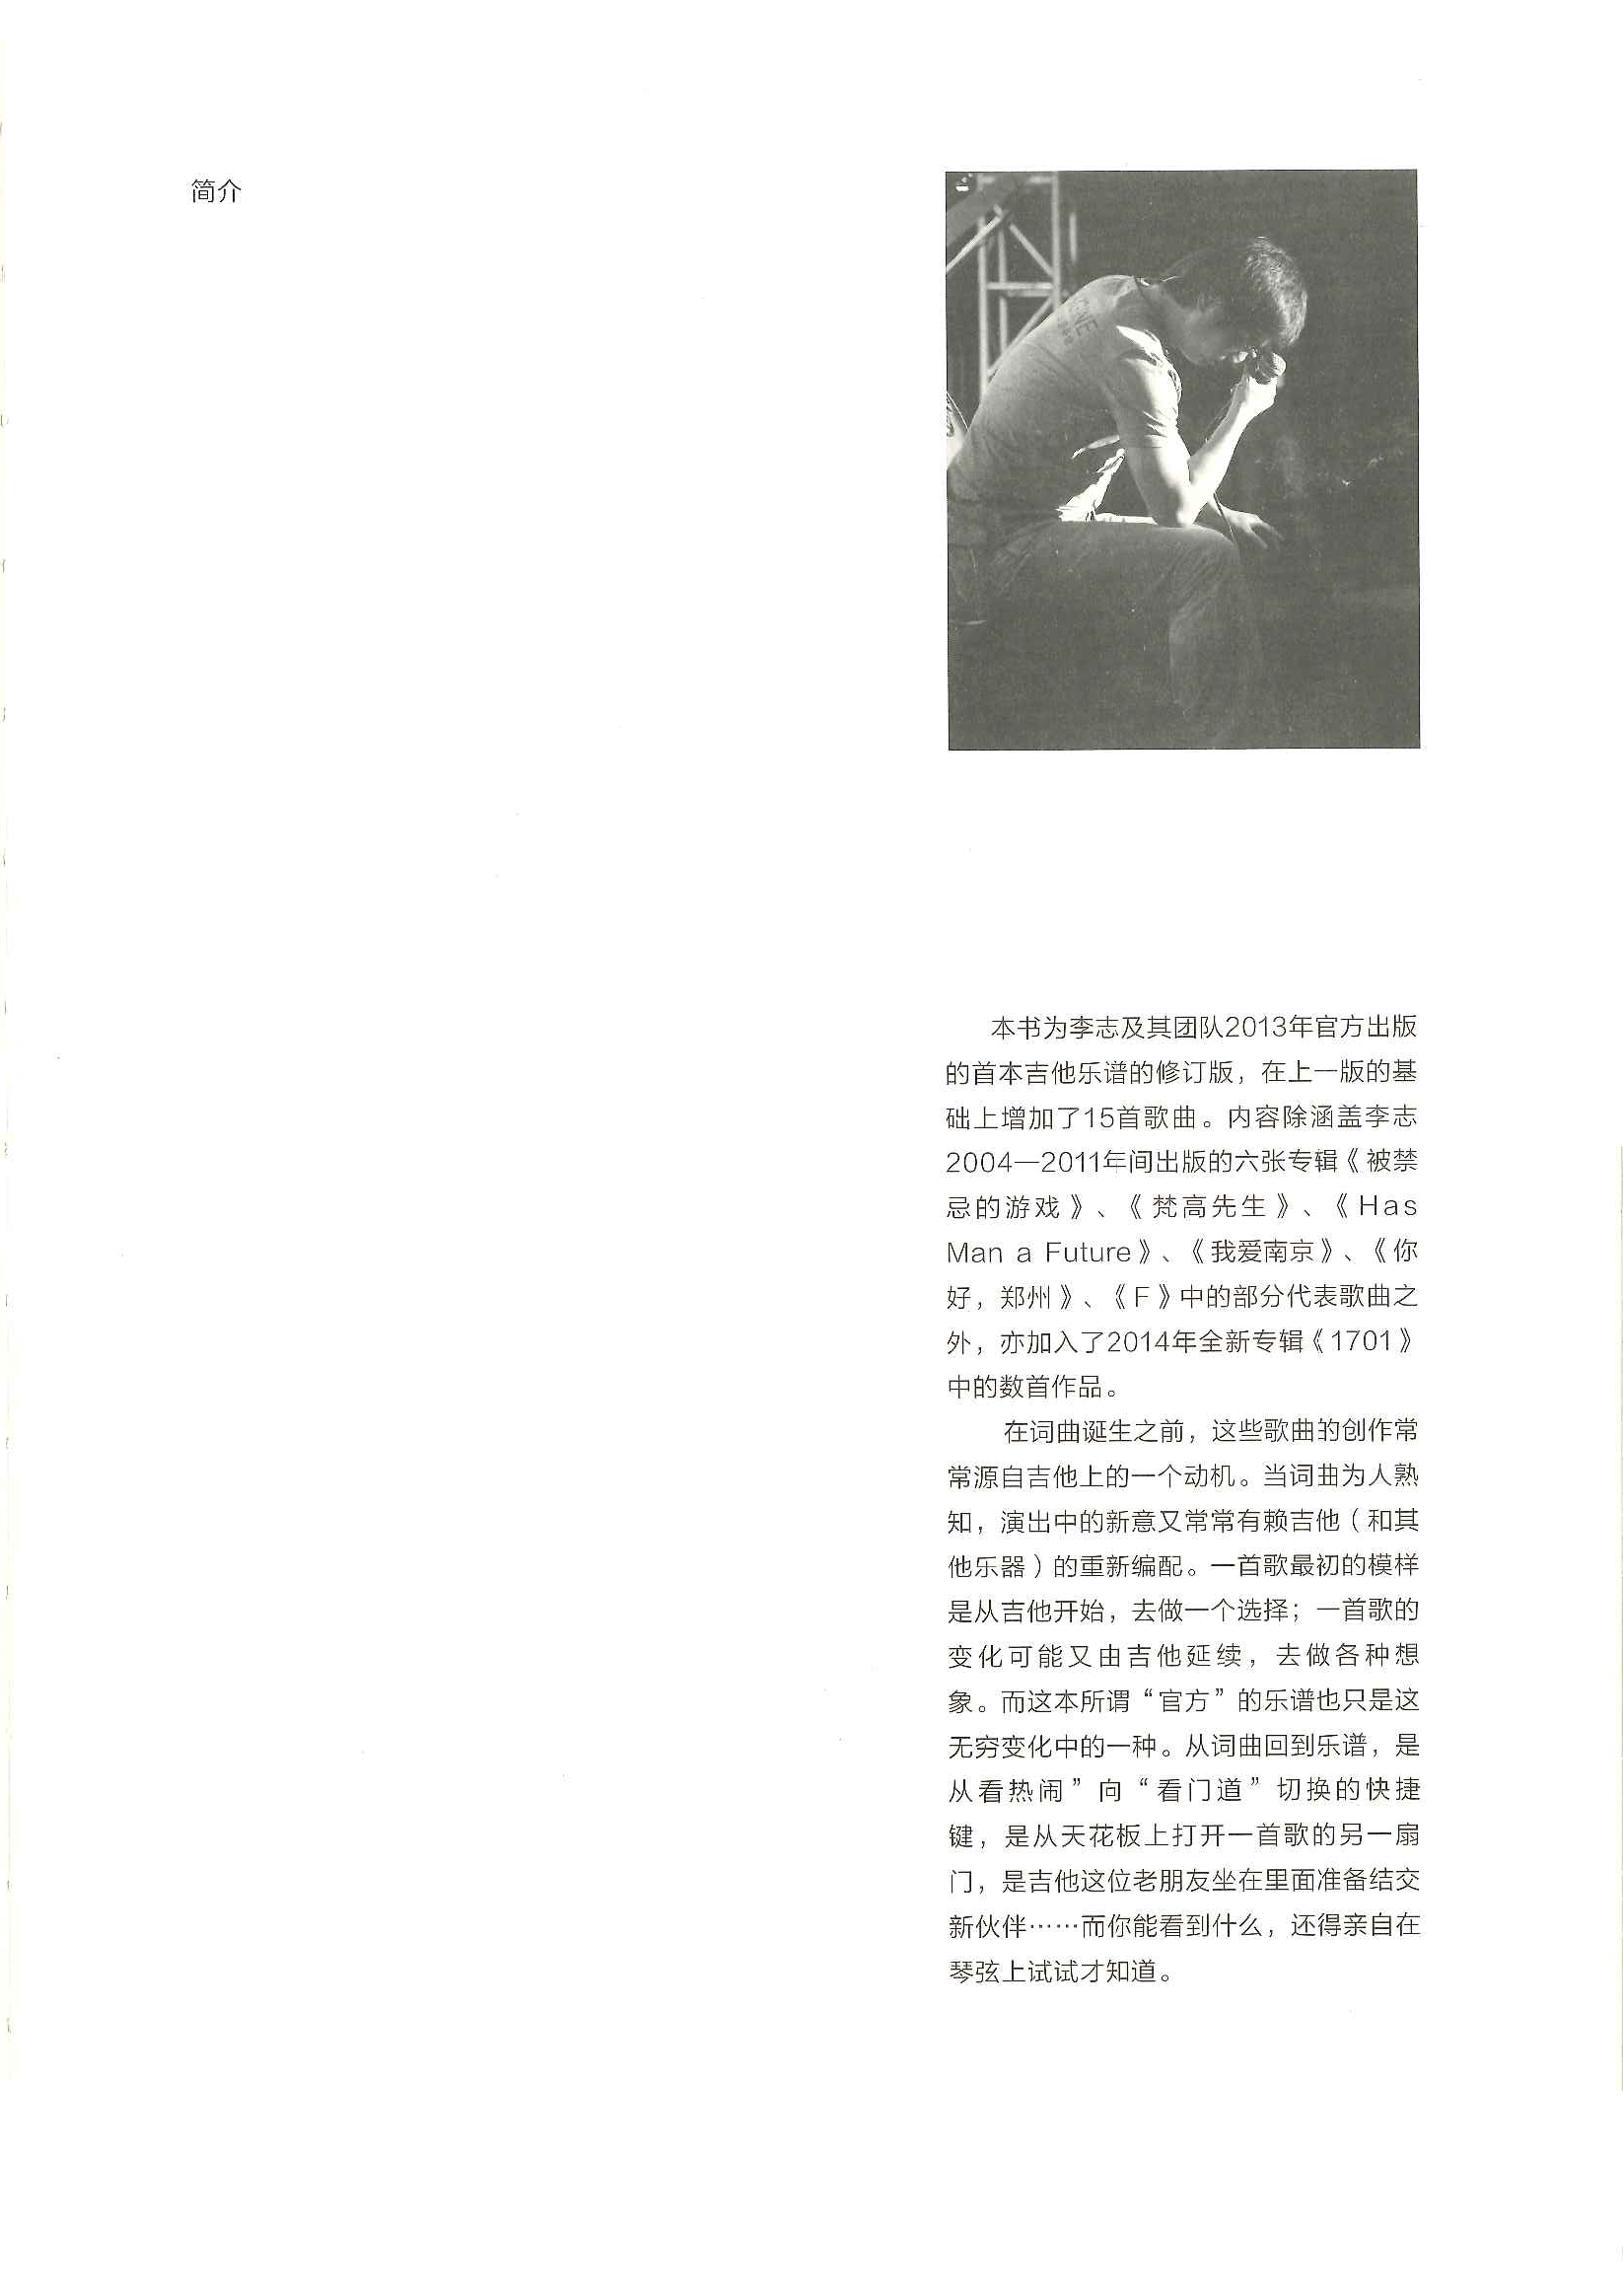 简介
本书为李志及其团队2013年官方出版
的首本吉他乐谱的修订版，在上一版的基
础上增加了15首歌曲。内容除涵盖李志
2004—2011年间出版的六张专辑《被禁
忌的游戏》、《梵高先生》、《Has
Man a Future》、《我爱南京》、《你
好，郑州》、《F》中的部分代表歌曲之
外，亦加入了2014年全新专辑《1701》
中的数首作品。
在词曲诞生之前，这些歌曲的创作常
常源自吉他上的一个动机。当词曲为人熟
知，演出中的新意又常常有赖吉他（和其
他乐器）的重新编配。一首歌最初的模样
是从吉他开始，去做一个选择；一首歌的
变化可能又由吉他延续，去做各种想
象。而这本所谓“官方”的乐谱也只是这
无穷变化中的一种。从词曲回到乐谱，是
从看热闹”向“看门道”切换的快捷
键，是从天花板上打开一首歌的另一扇
门，是吉他这位老朋友坐在里面准备结交
新伙伴……而你能看到什么，还得亲自在
琴弦上试试才知道。